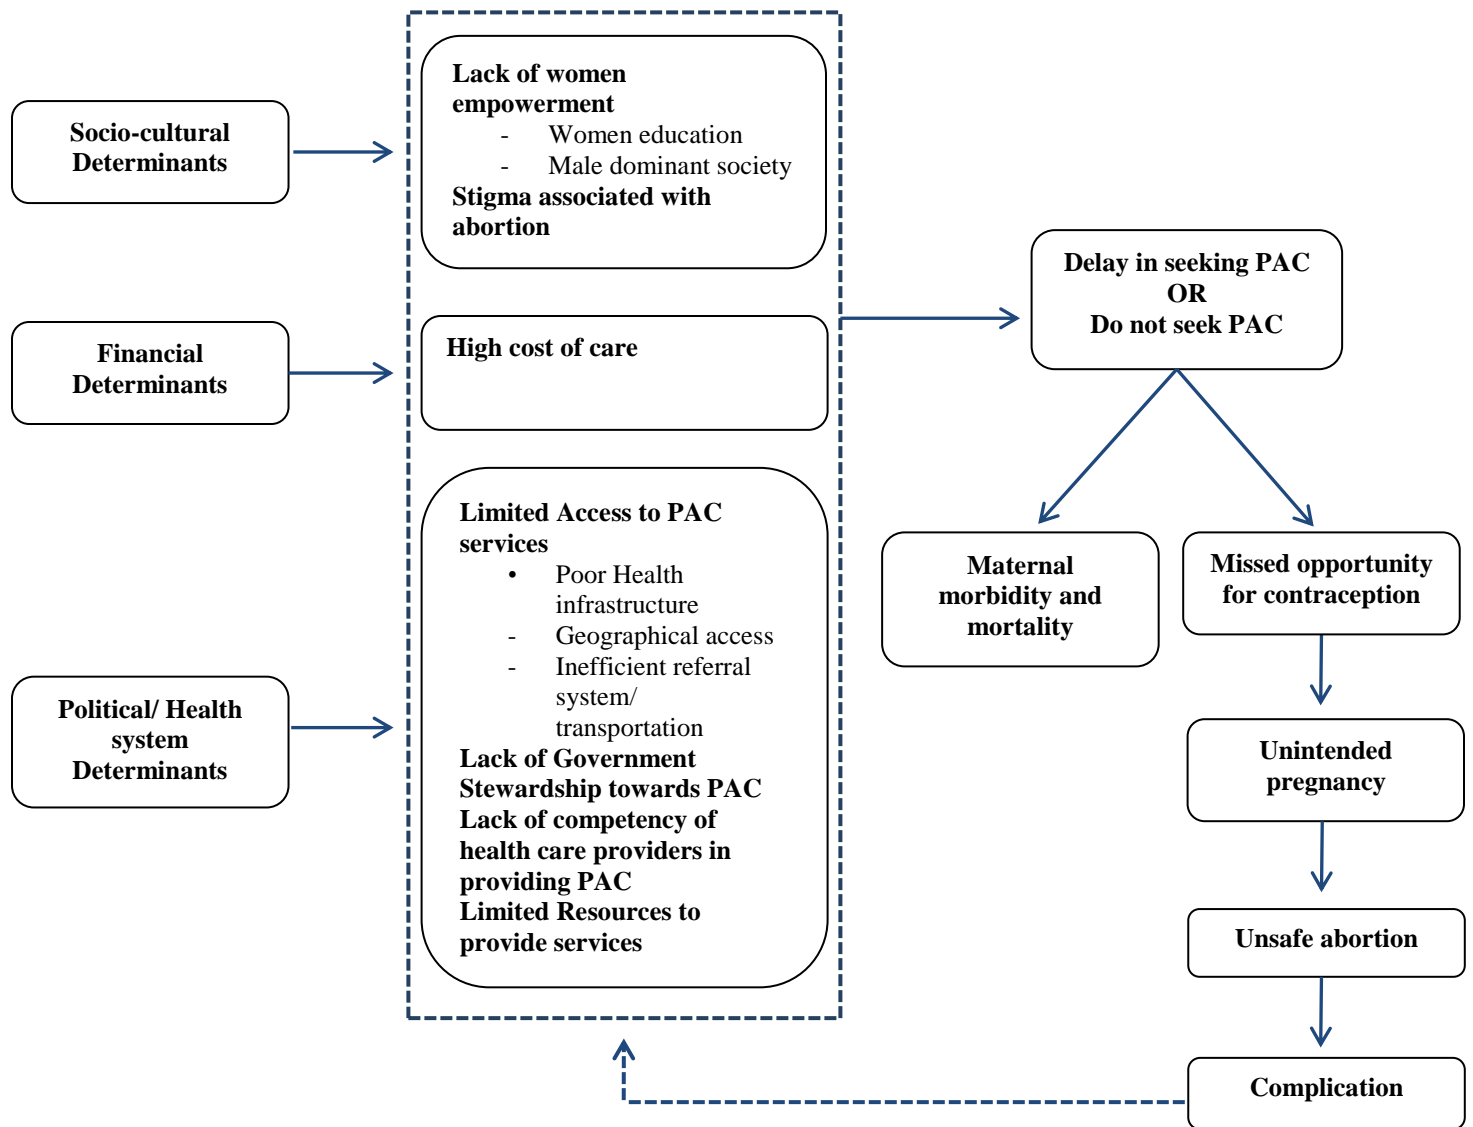 Socio-cultural
Determinants
Lack of women
empowerment
- Women education
- Male dominant society
Stigma associated with
abortion
Financial
Determinants
High cost of care
Political/ Health
system
Determinants
Limited Access to PAC
services
• Poor Health
infrastructure
- Geographical access
- Inefficient referral
system/
transportation
Lack of Government
Stewardship towards PAC
Lack of competency of
health care providers in
providing PAC
Limited Resources to
provide services
Delay in seeking PAC
OR
Do not seek PAC
Maternal
morbidity and
mortality
Missed opportunity
for contraception
Unintended
pregnancy
Unsafe abortion
Complication